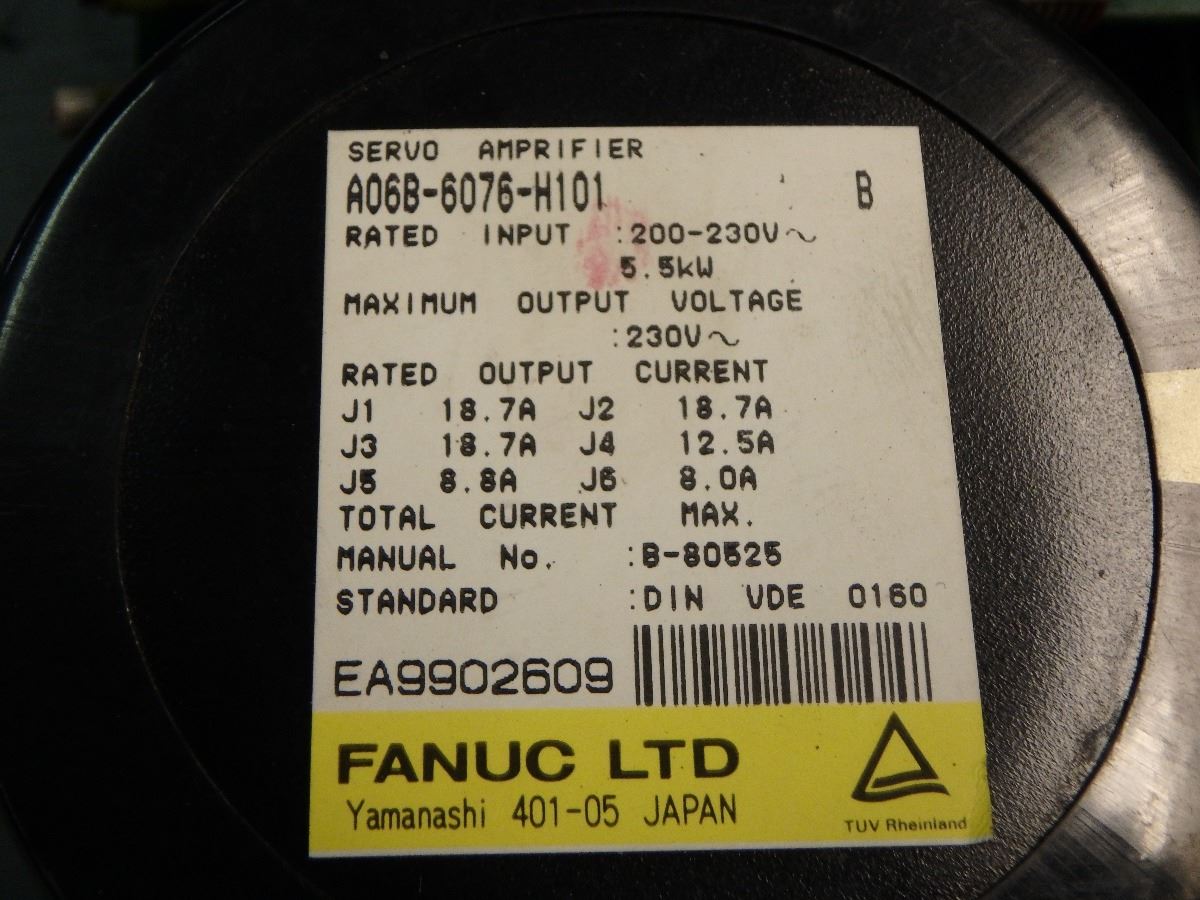 SERVO AMPRIFIER
A06B-6076-H101 B
RATED INPUT :200-230V~
5.5kW
MAXIMUM OUTPUT VOLTAGE
:230V~
RATED OUTPUT CURRENT
J1 18.7A J2 18.7A
J3 18.7A J4 12.5A
J5 8.8A J6 8.0A
TOTAL CURRENT MAX.
MANUAL No. :B-80525
STANDARD :DIN VDE 0160
EA9902609
FANUC LTD
Yamanashi 401-05 JAPAN
TUV Rheinland